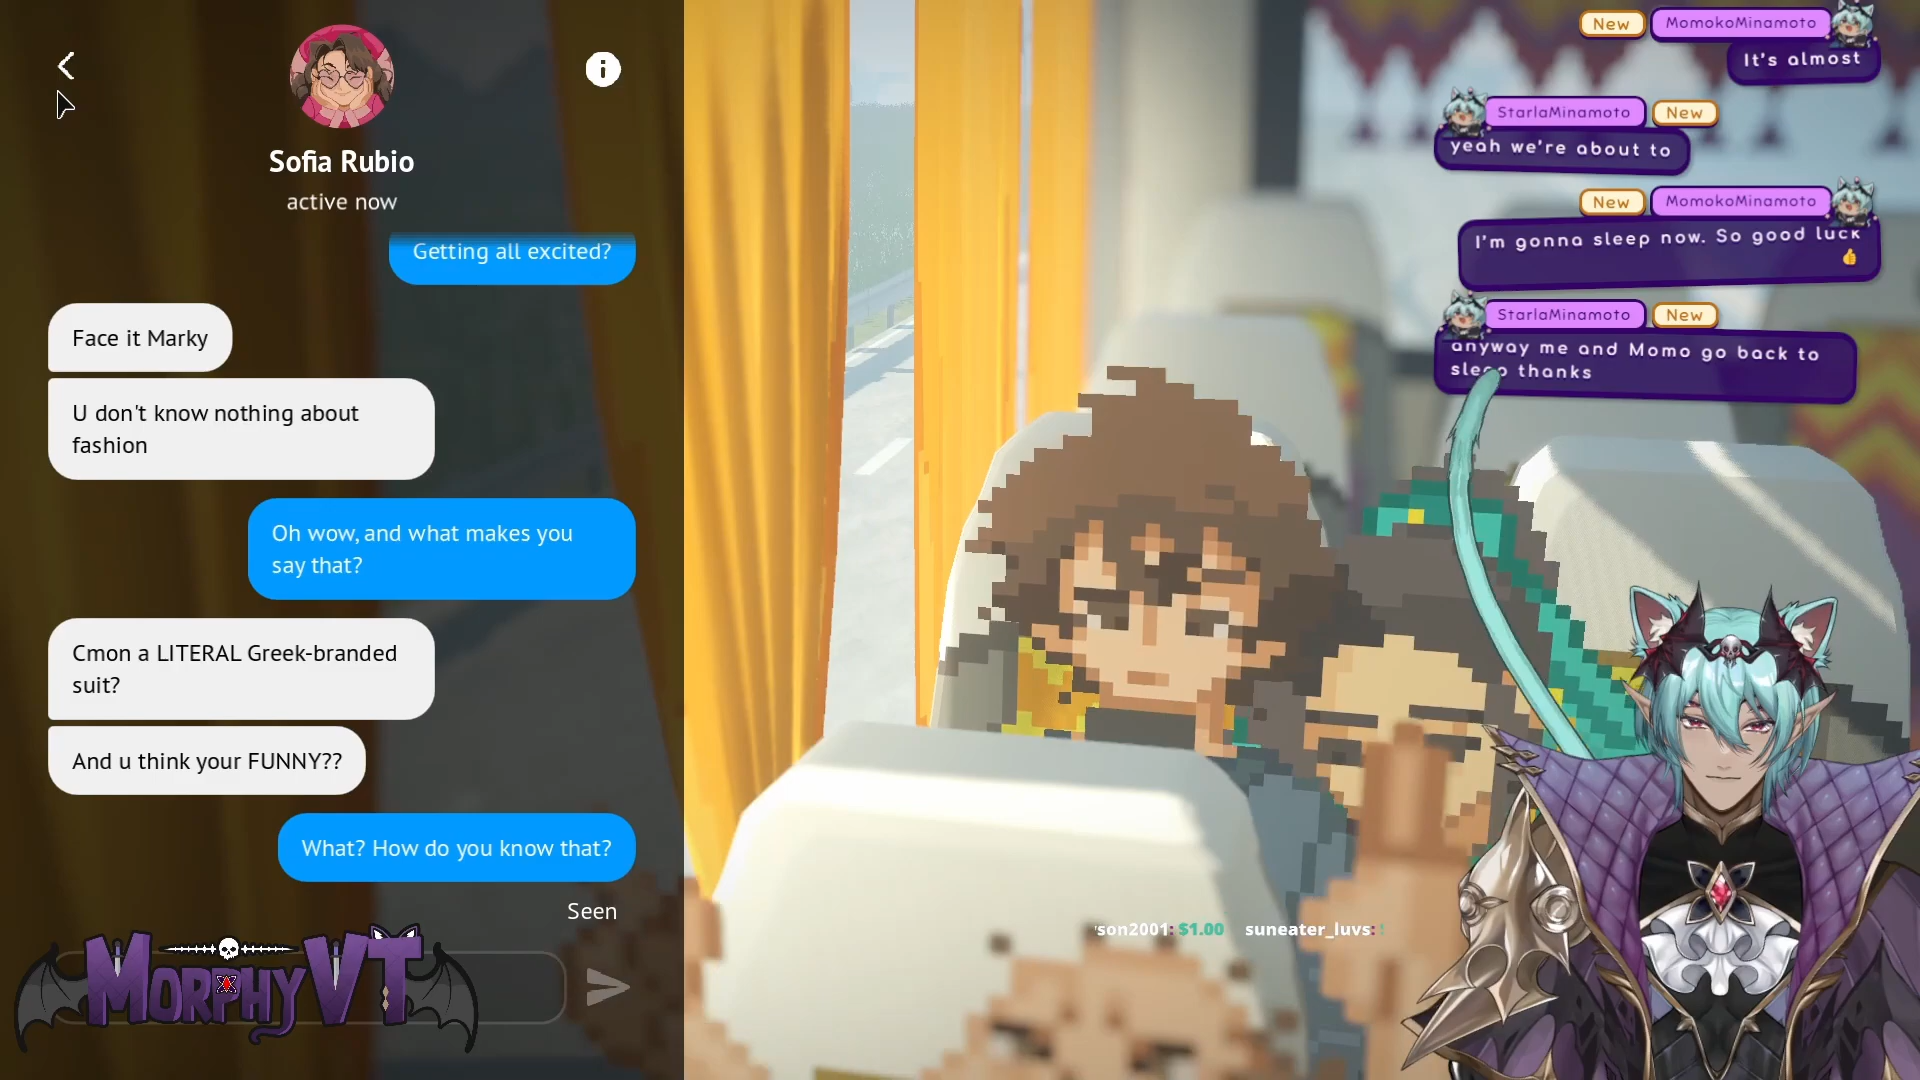 Sofia Rubio
active now
Getting all excited?
Face it Marky
U don't know nothing about
fashion
Oh wow, and what makes you
say that?
Cmon a LITERAL Greek-branded
suit?
And u think your FUNNY??
What? How do you know that?
Seen
MORPHYVT
New MomokoMinamoto
It's almost
StarlaMinamoto New
yeah we're about to
New MomokoMinamoto
I'm gonna sleep now. So good luck
👍
StarlaMinamoto New
anyway me and Momo go back to
sleep thanks
son2001: $1.00 suneater_luvs: